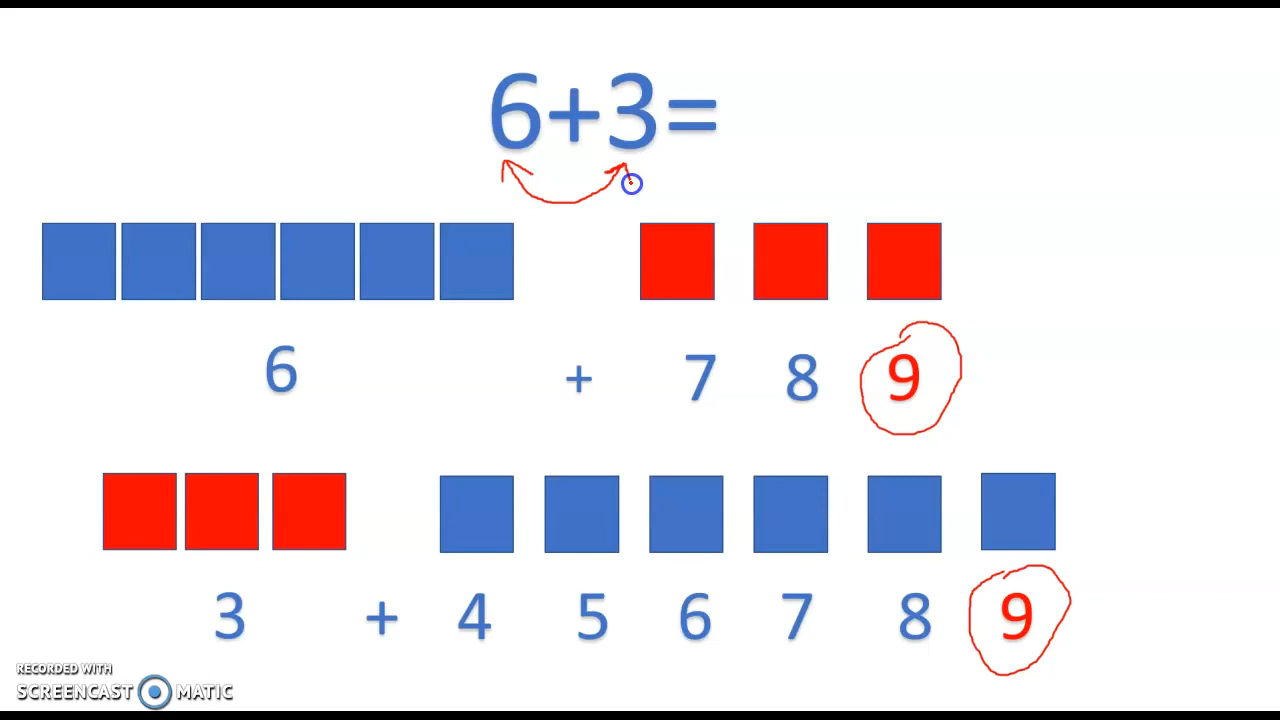 6+3=
6 + 7 8 9
3 + 4 5 6 7 8 9
RECORDED WITH
SCREENCAST MATIC